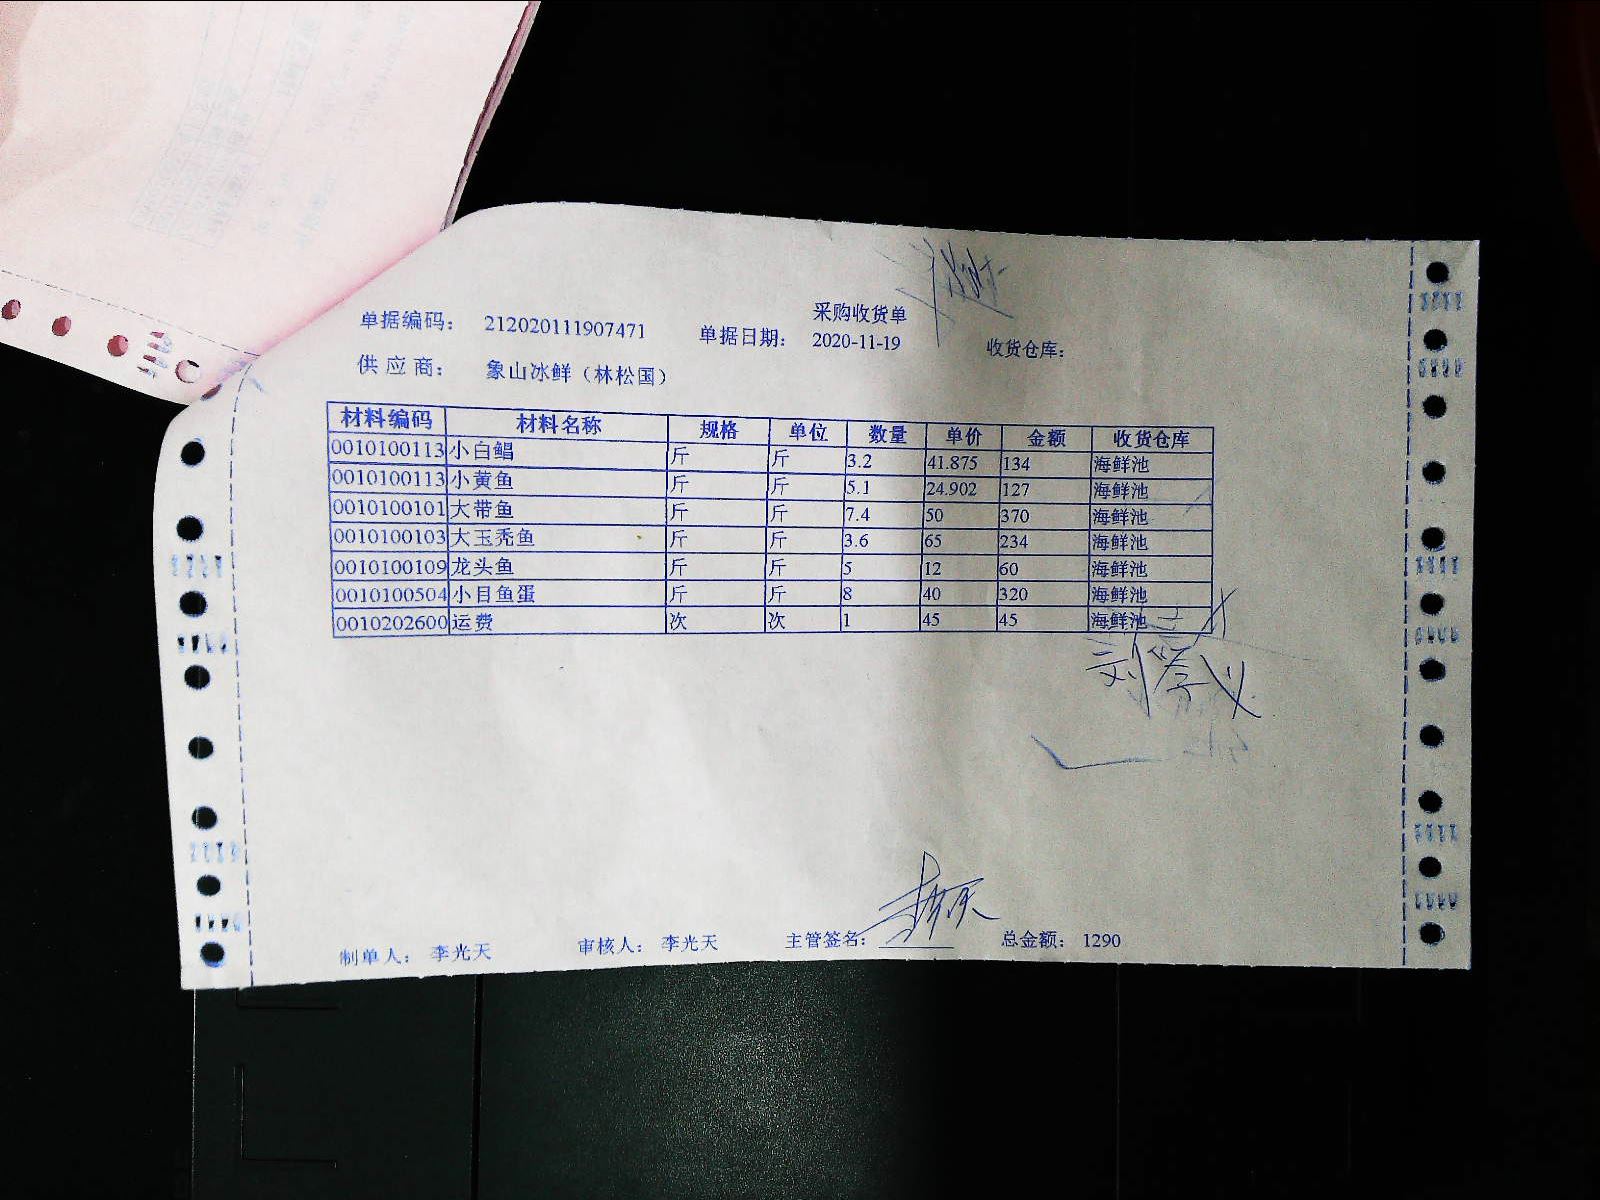 采购收货单
单据编码： 212020111907471 单据日期： 2020-11-19 收货仓库：
供应商： 象山冰鲜（林松国）
材料编码 材料名称 规格 单位 数量 单价 金额 收货仓库
0010100113 小白鲳 斤 斤 3.2 41.875 134 海鲜池
0010100113 小黄鱼 斤 斤 5.1 24.902 127 海鲜池
0010100101 大带鱼 斤 斤 7.4 50 370 海鲜池
0010100103 大玉秃鱼 斤 斤 3.6 65 234 海鲜池
0010100109 龙头鱼 斤 斤 5 12 60 海鲜池
0010100504 小目鱼蛋 斤 斤 8 40 320 海鲜池
0010202600 运费 次 次 1 45 45 海鲜池
制单人： 李光天 审核人： 李光天 主管签名： 总金额： 1290